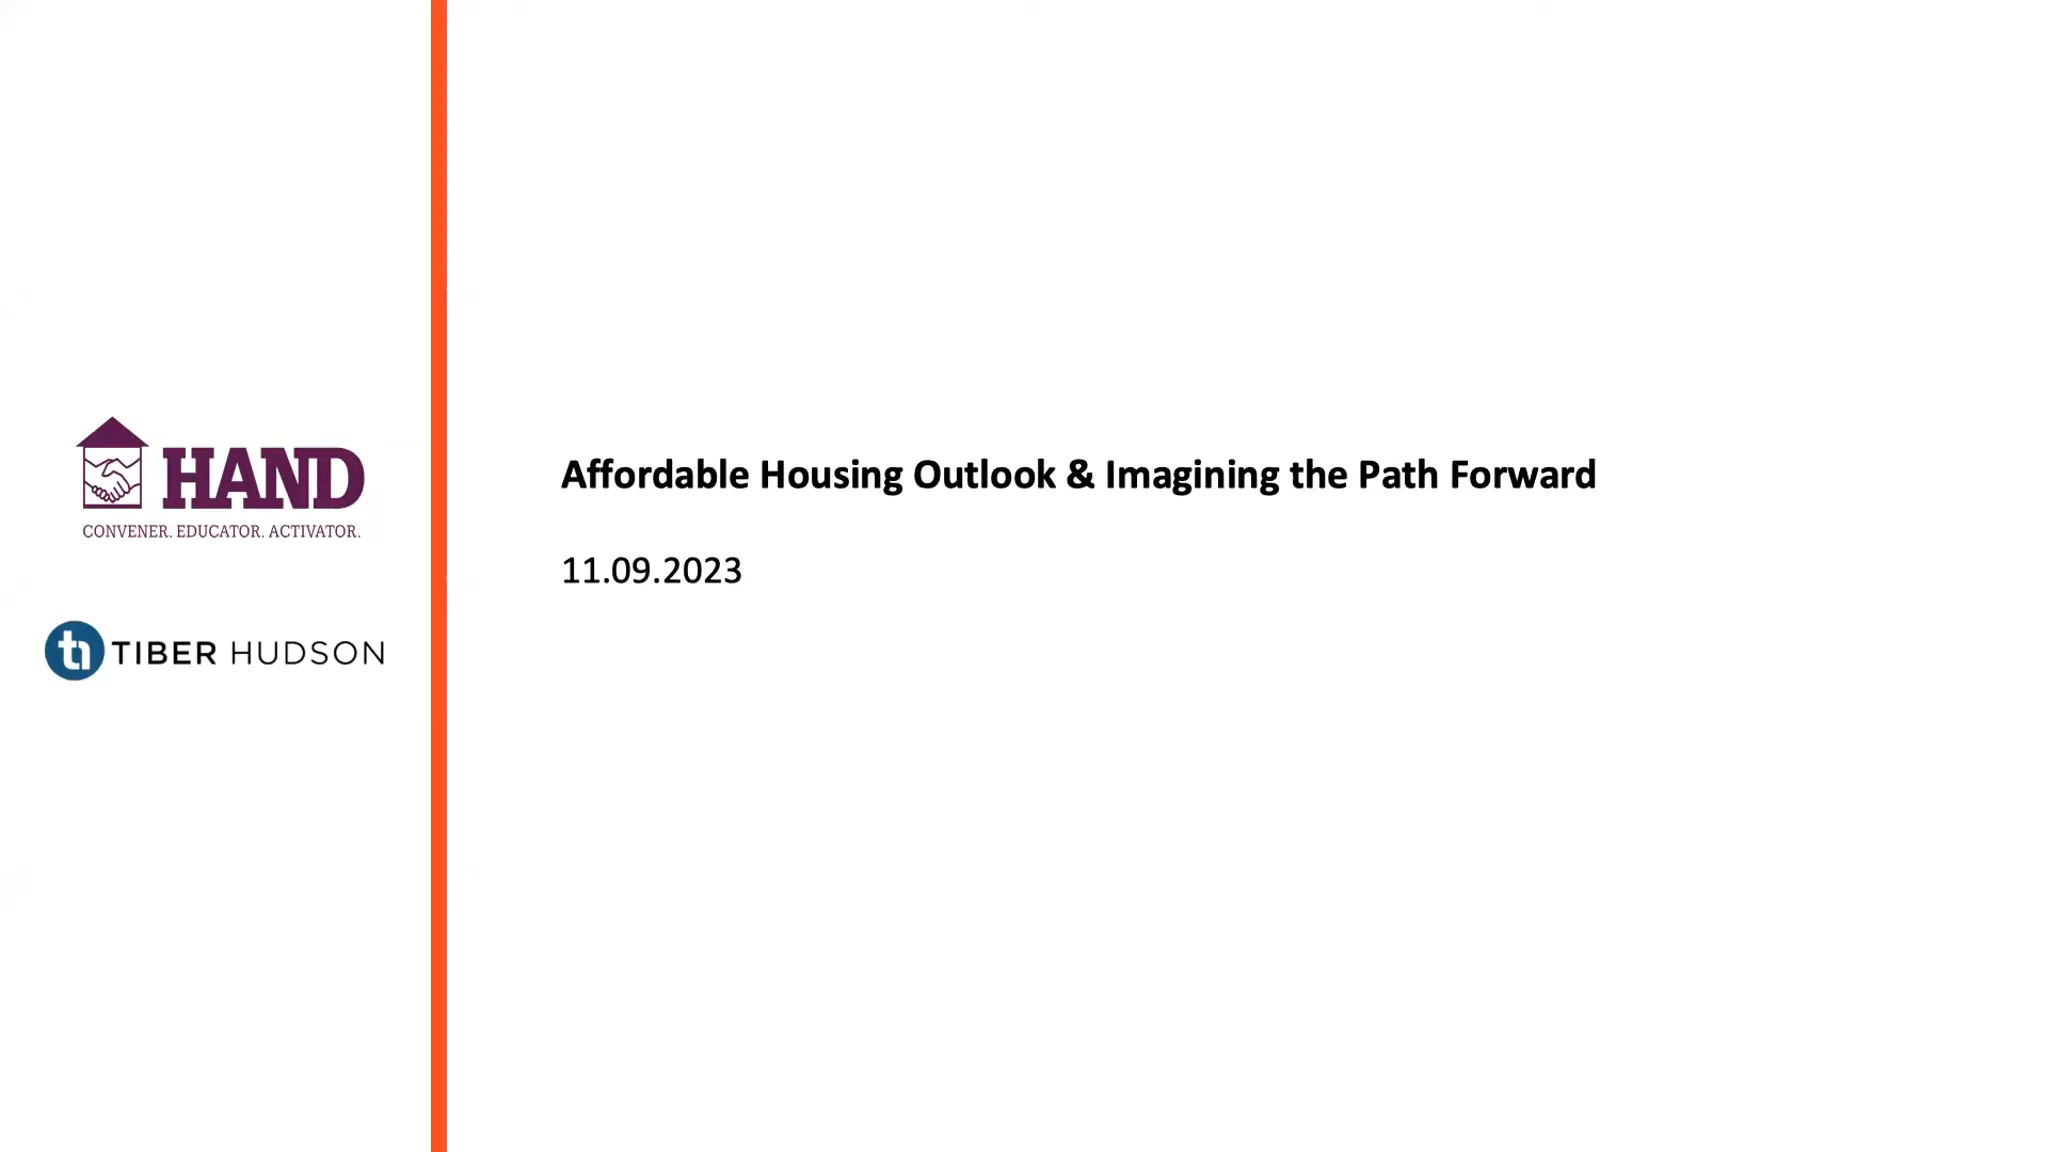 HAND
CONVENER. EDUCATOR. ACTIVATOR.
TIBER HUDSON
Affordable Housing Outlook & Imagining the Path Forward
11.09.2023